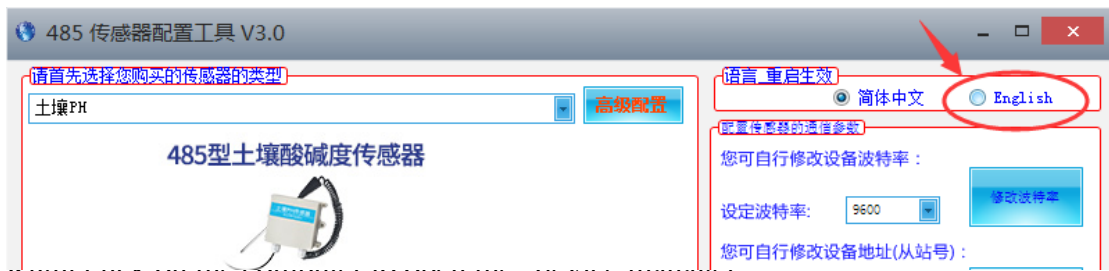 485 传感器配置工具 V3.0
请首先选择您购买的传感器的类型
土壤PH
高级配置
485型土壤酸碱度传感器
语言_重启生效
简体中文
English
配置传感器的通信参数
您可自行修改设备波特率：
设定波特率:
9600
修改波特率
您可自行修改设备地址(从站号)：